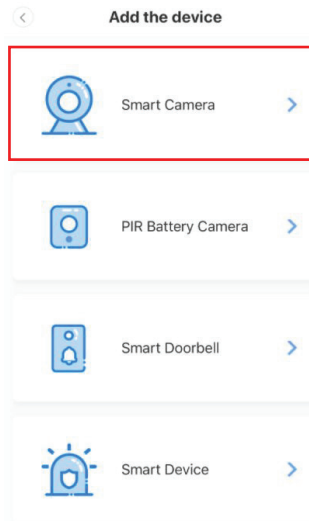 Add the device
Smart Camera
PIR Battery Camera
Smart Doorbell
Smart Device